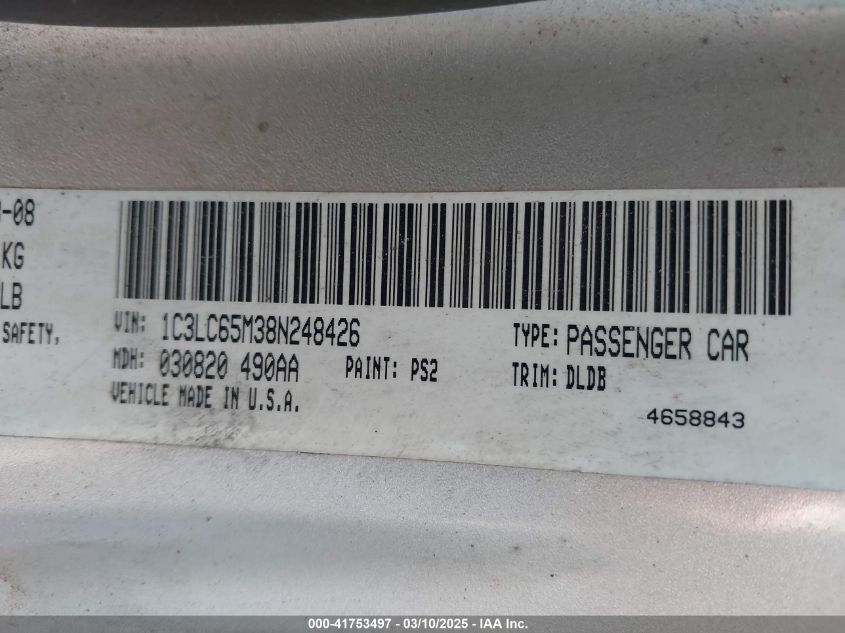 -08
KG
LB
SAFETY.
VIN: 1C3LC65M38N248426
TYPE: PASSENGER CAR
MDH: 030820 490AA
PAINT: PS2
TRIM: DLDB
VEHICLE MADE IN U.S.A.
4658843
000-41753497 — 03/10/2025 — IAA Inc.